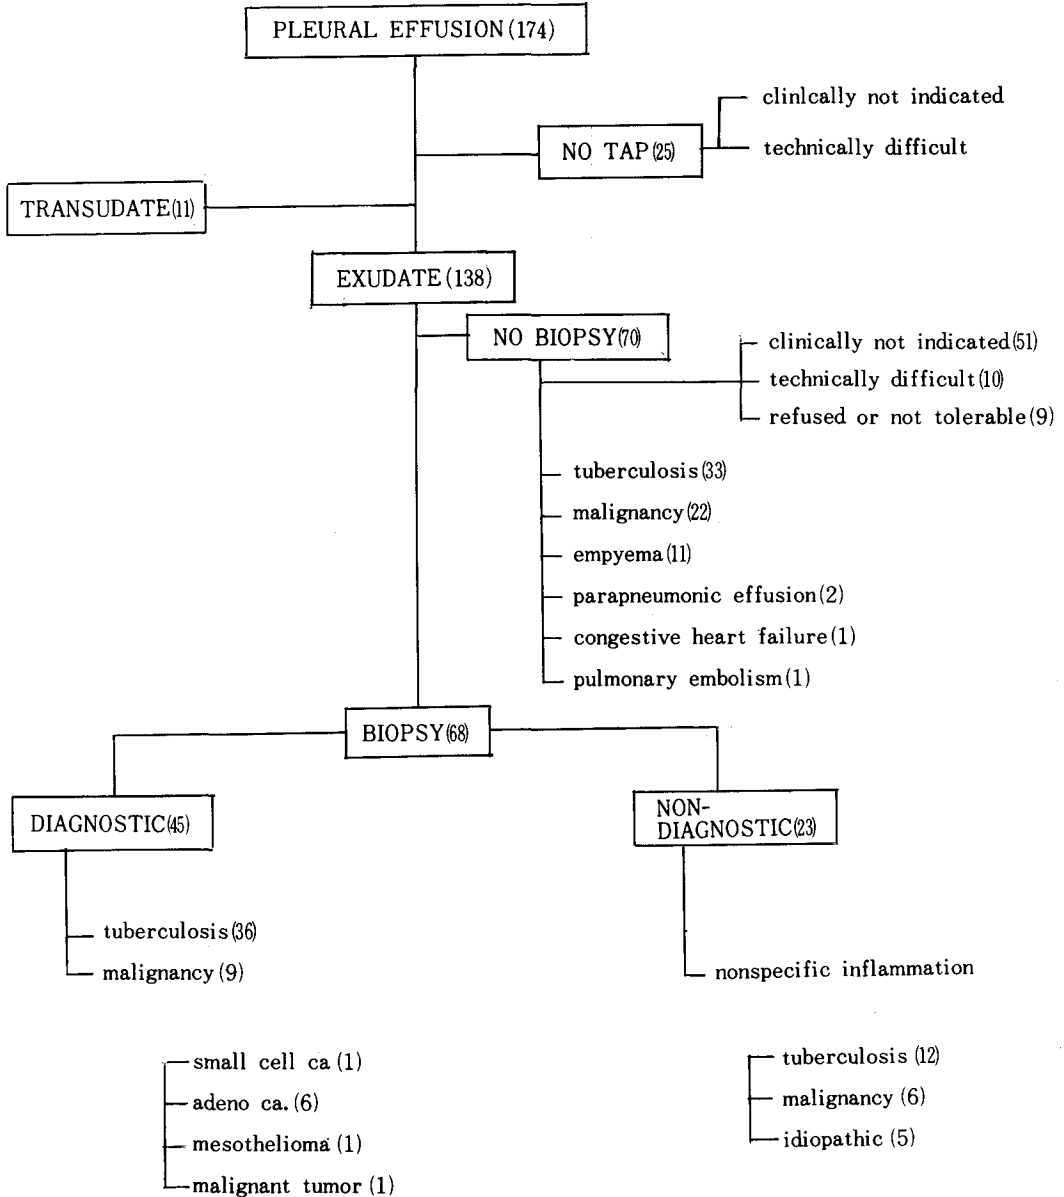 PLEURAL EFFUSION(174)
clinlcally not indicated
NO TAP(25)
technically difficult
TRANSUDATE(11)
EXUDATE(138)
NO BIOPSY(70)
clinically not indicated(51)
technically difficult(10)
refused or not tolerable(9)
tuberculosis(33)
malignancy(22)
empyema(11)
parapneumonic effusion(2)
congestive heart failure(1)
pulmonary embolism(1)
BIOPSY(68)
DIAGNOSTIC(45)
NON-
DIAGNOSTIC(23)
tuberculosis(36)
malignancy(9)
nonspecific inflammation
small cell ca(1)
adeno ca.(6)
mesothelioma(1)
malignant tumor(1)
tuberculosis(12)
malignancy(6)
idiopathic(5)